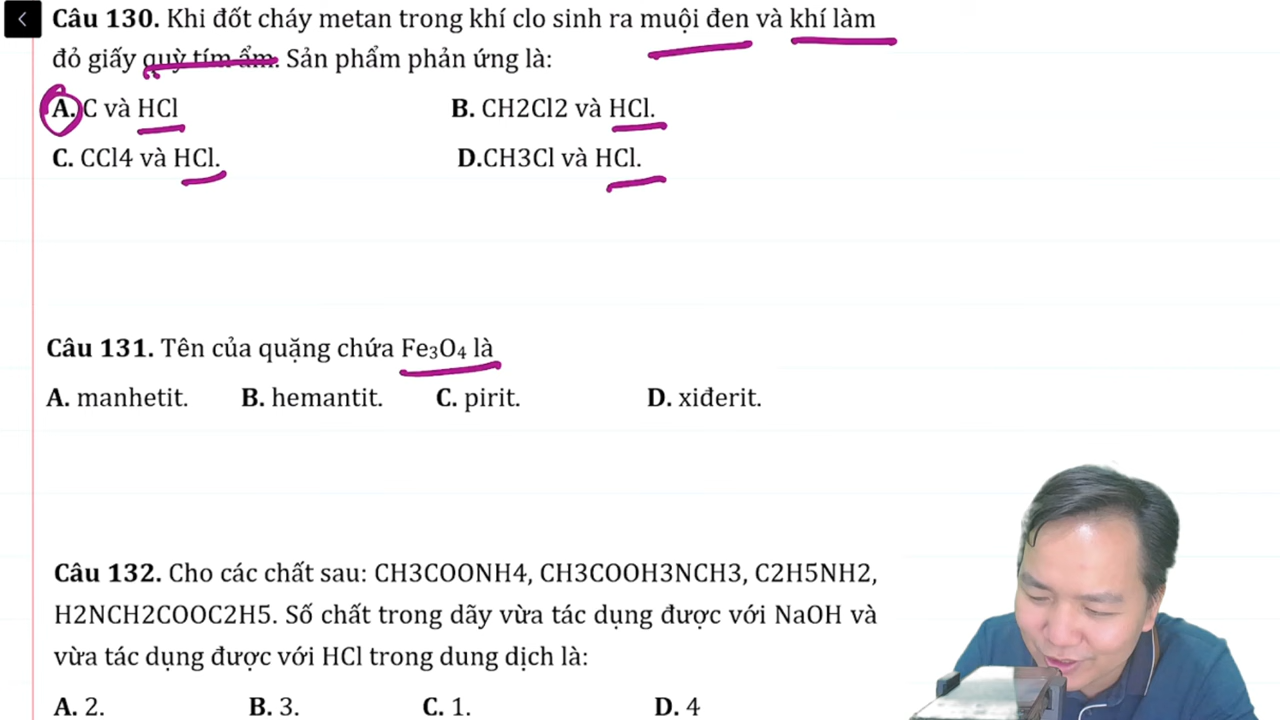 Câu 130. Khi đốt cháy metan trong khí clo sinh ra muội đen và khí làm
đỏ giấy quỳ tím ẩm. Sản phẩm phản ứng là:
A. C và HCl
B. CH2Cl2 và HCl.
C. CCl4 và HCl.
D.CH3Cl và HCl.
Câu 131. Tên của quặng chứa Fe₃O₄ là
A. manhetit.
B. hemantit.
C. pirit.
D. xiđerit.
Câu 132. Cho các chất sau: CH3COONH4, CH3COOH3NCH3, C2H5NH2,
H2NCH2COOC2H5. Số chất trong dãy vừa tác dụng được với NaOH và
vừa tác dụng được với HCl trong dung dịch là:
A. 2.
B. 3.
C. 1.
D. 4